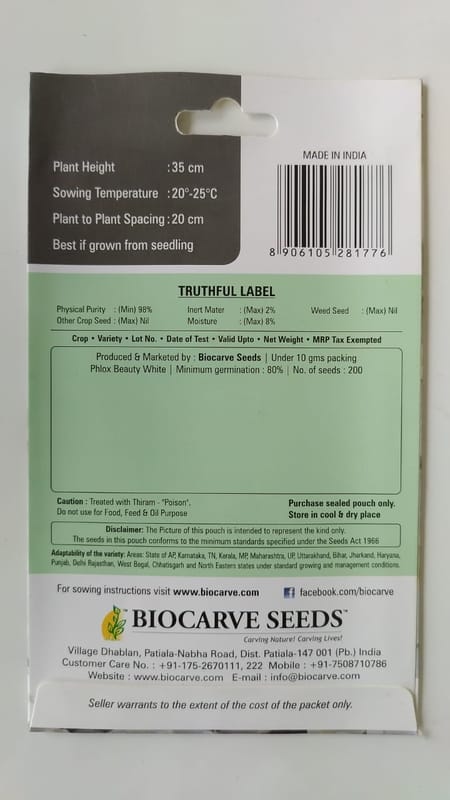 Plant Height : 35 cm
Sowing Temperature : 20°-25°C
Plant to Plant Spacing : 20 cm
Best if grown from seedling
MADE IN INDIA
8 906105 281776
TRUTHFUL LABEL
Physical Purity : (Min) 98% Inert Mater : (Max) 2% Weed Seed : (Max) Nil
Other Crop Seed : (Max) Nil Moisture : (Max) 8%
Crop • Variety • Lot No. • Date of Test • Valid Upto • Net Weight • MRP Tax Exempted
Produced & Marketed by : Biocarve Seeds | Under 10 gms packing
Phlox Beauty White | Minimum germination : 80% | No. of seeds : 200
Caution : Treated with Thiram - "Poison".
Do not use for Food, Feed & Oil Purpose
Purchase sealed pouch only.
Store in cool & dry place
Disclaimer: The Picture of this pouch is intended to represent the kind only.
The seeds in this pouch conforms to the minimum standards specified under the Seeds Act 1966
Adaptability of the variety: Areas: State of AP, Karnataka, TN, Kerala, MP, Maharashtra, UP, Uttarakhand, Bihar, Jharkand, Haryana,
Punjab, Delhi Rajasthan, West Begal, Chhatisgarh and North Eastern states under standard growing and management conditions.
For sowing instructions visit www.biocarve.com f facebook.com/biocarve
BIOCARVE SEEDS™
Carving Nature! Carving Lives!
Village Dhablan, Patiala-Nabha Road, Dist. Patiala-147 001 (Pb.) India
Customer Care No. : +91-175-2670111, 222 Mobile : +91-7508710786
Website : www.biocarve.com E-mail : info@biocarve.com
Seller warrants to the extent of the cost of the packet only.